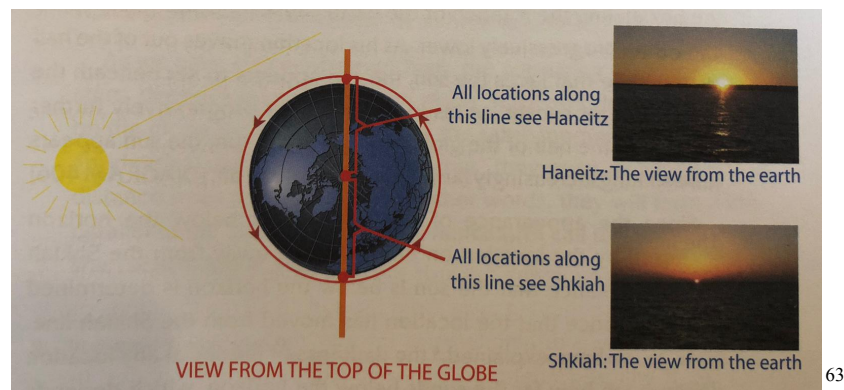 All locations along
this line see Haneitz
Haneitz: The view from the earth
All locations along
this line see Shkiah
VIEW FROM THE TOP OF THE GLOBE
Shkiah: The view from the earth
63